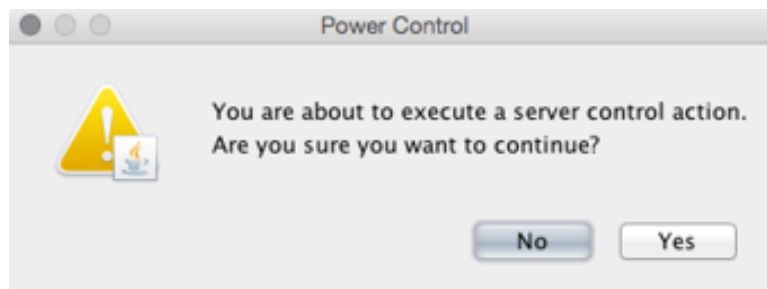 Power Control
You are about to execute a server control action.
Are you sure you want to continue?
No
Yes